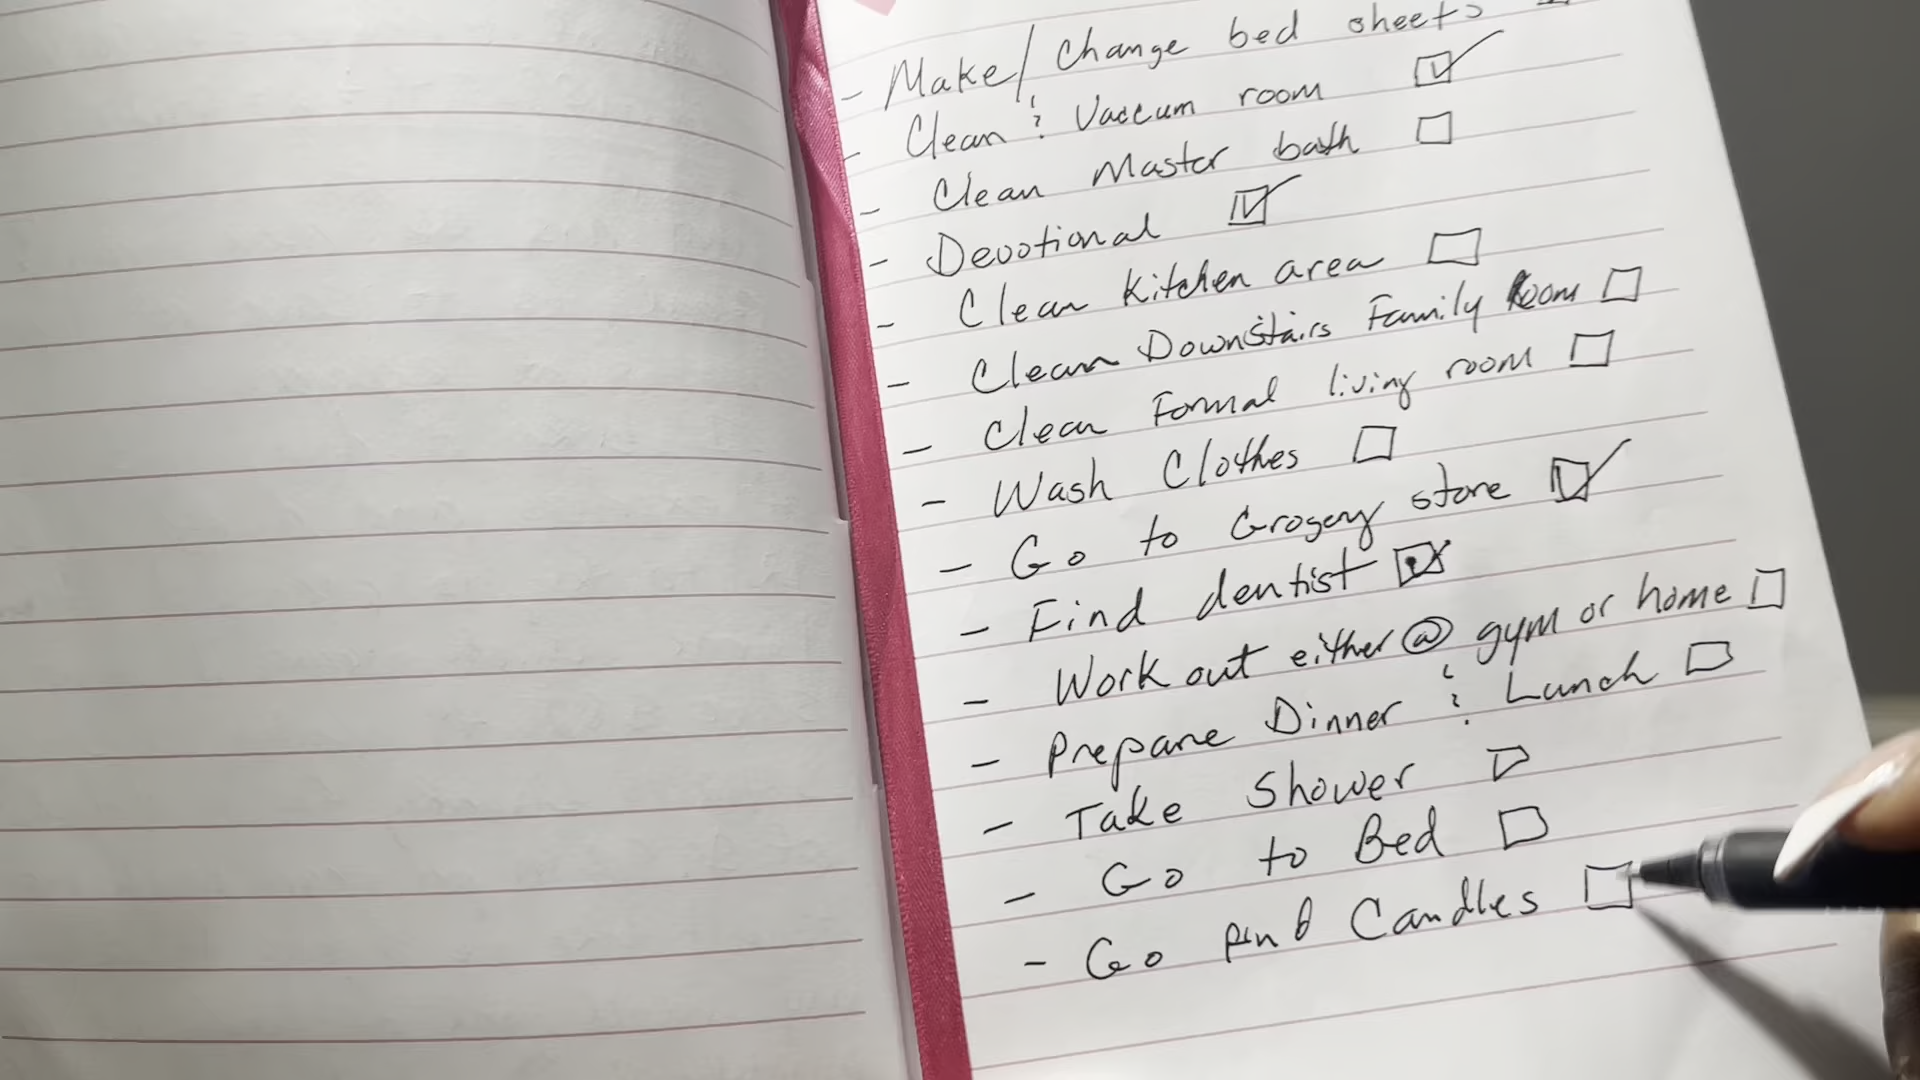 - Make/Change bed sheets
- Clean & Vaccum room ☑
- Clean Master bath ☐
- Devotional ☑
- Clean Kitchen area ☐
- Clean Downstairs Family Room ☐
- Clean Formal living room ☐
- Wash Clothes ☐
- Go to Grogery store ☑
- Find dentist ☑
- Work out either @ gym or home ☐
- Prepare Dinner & Lunch ☐
- Take Shower ☐
- Go to Bed ☐
- Go find Candles ☐